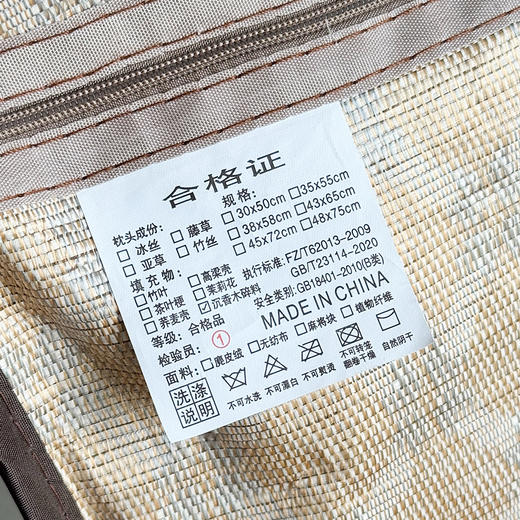 合格证
枕头成份: 规格:
□冰丝 □藤草 □30x50cm □35x55cm
□亚草 □竹丝 □38x58cm □43x65cm
□45x72cm □48x75cm
填充物:
□竹叶 □高粱壳 执行标准: FZ/T62013-2009
□茶叶梗 □茉莉花 GB/T23114-2020
□荞麦壳 ☑沉香木碎料 安全类别: GB18401-2010(B类)
等级: 合格品 MADE IN CHINA
检验员: ①
面料: □麂皮绒 □无纺布 □麻将块 □植物纤维
洗涤说明
不可水洗 不可漂白 不可熨烫 不可转笼翻卷干燥 自然阴干